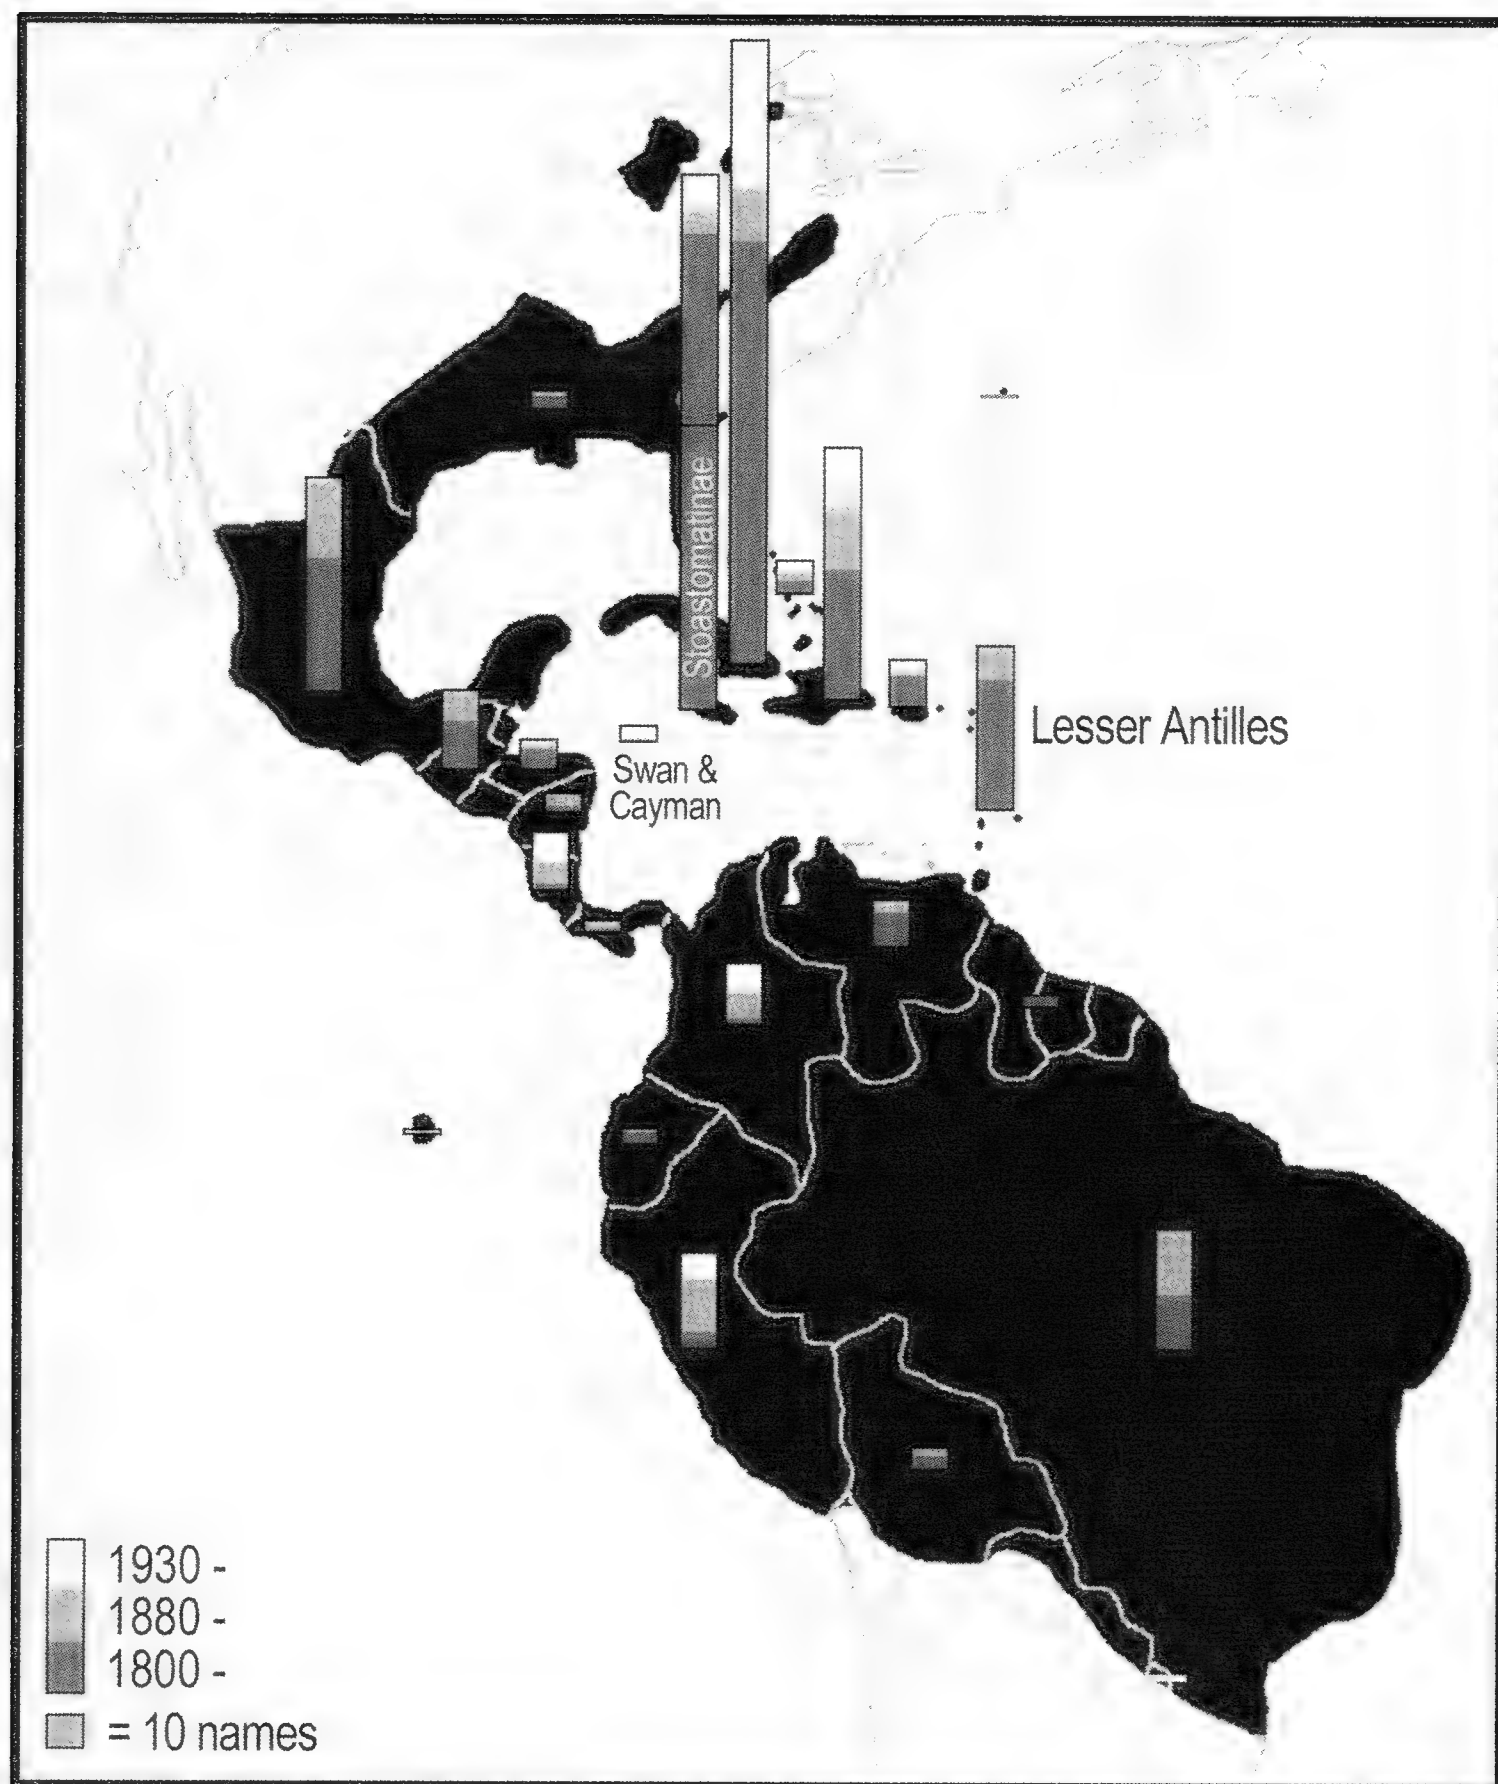 Stoastomatinae
Lesser Antilles
Swan &
Cayman
1930 -
1880 -
1800 -
= 10 names